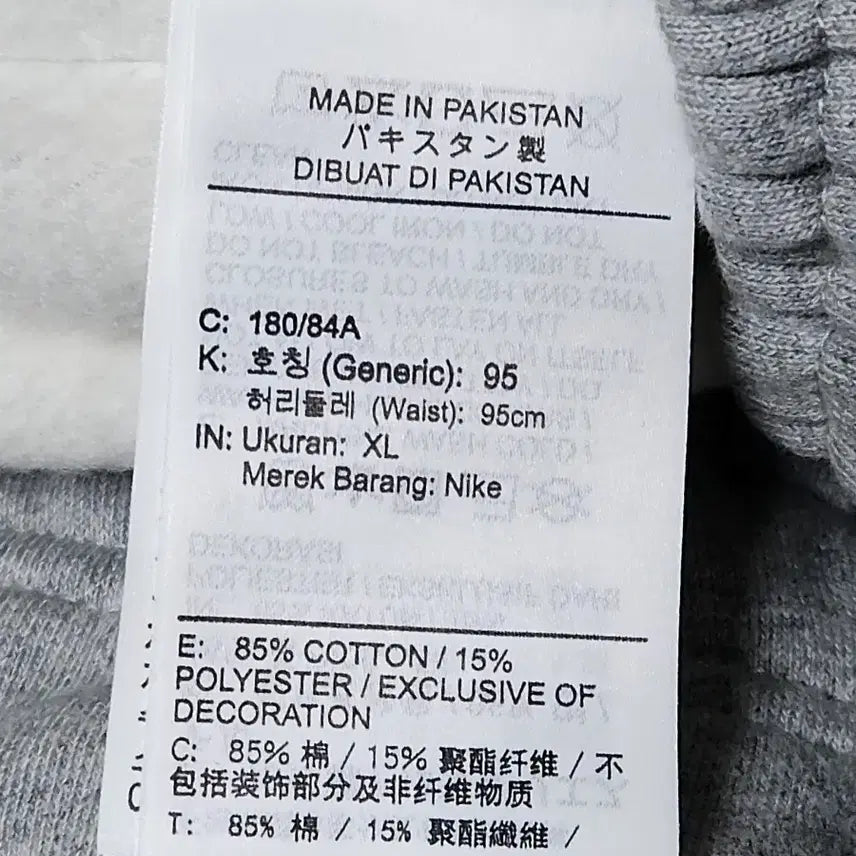 MADE IN PAKISTAN
パキスタン製
DIBUAT DI PAKISTAN
C: 180/84A
K: 호칭 (Generic): 95
허리둘레 (Waist): 95cm
IN: Ukuran: XL
Merek Barang: Nike
E: 85% COTTON / 15%
POLYESTER / EXCLUSIVE OF
DECORATION
C: 85% 棉 / 15% 聚酯纤维 / 不
包括装饰部分及非纤维物质
T: 85% 棉 / 15% 聚酯纖維 /